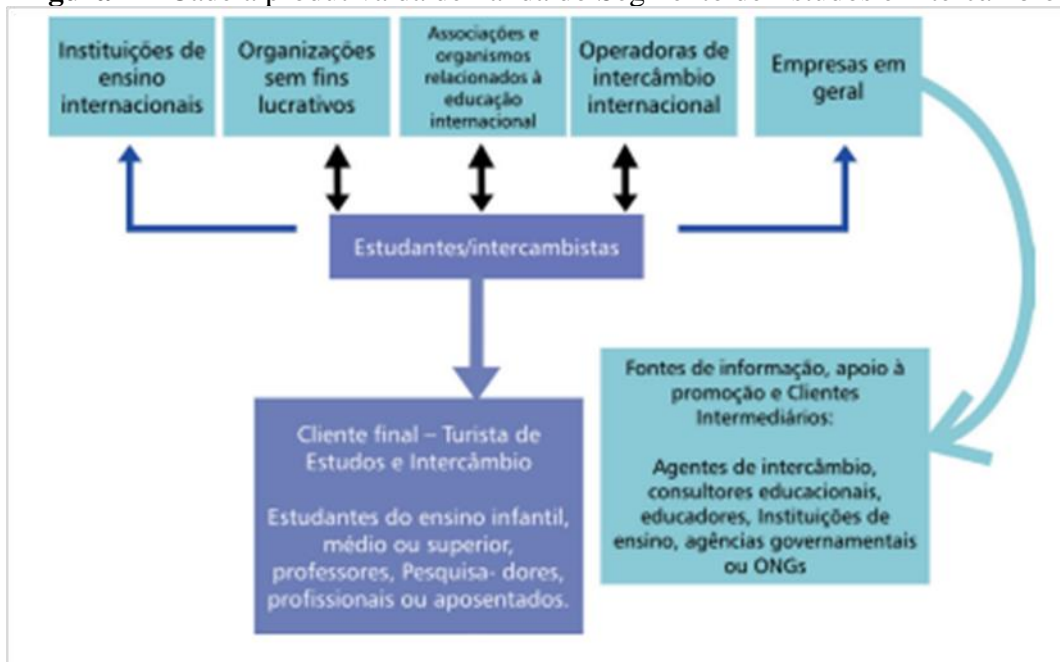 Instituições de
ensino
internacionais
Organizações
sem fins
lucrativos
Associações e
organismos
relacionados à
educação
internacional
Operadoras de
intercâmbio
internacional
Empresas em
geral
Estudantes/intercambistas
Cliente final – Turista de
Estudos e Intercâmbio
Estudantes do ensino infantil,
médio ou superior,
professores, Pesquisa- dores,
profissionais ou aposentados.
Fontes de informação, apoio à
promoção e Clientes
Intermediários:
Agentes de intercâmbio,
consultores educacionais,
educadores, Instituições de
ensino, agências governamentais
ou ONGs